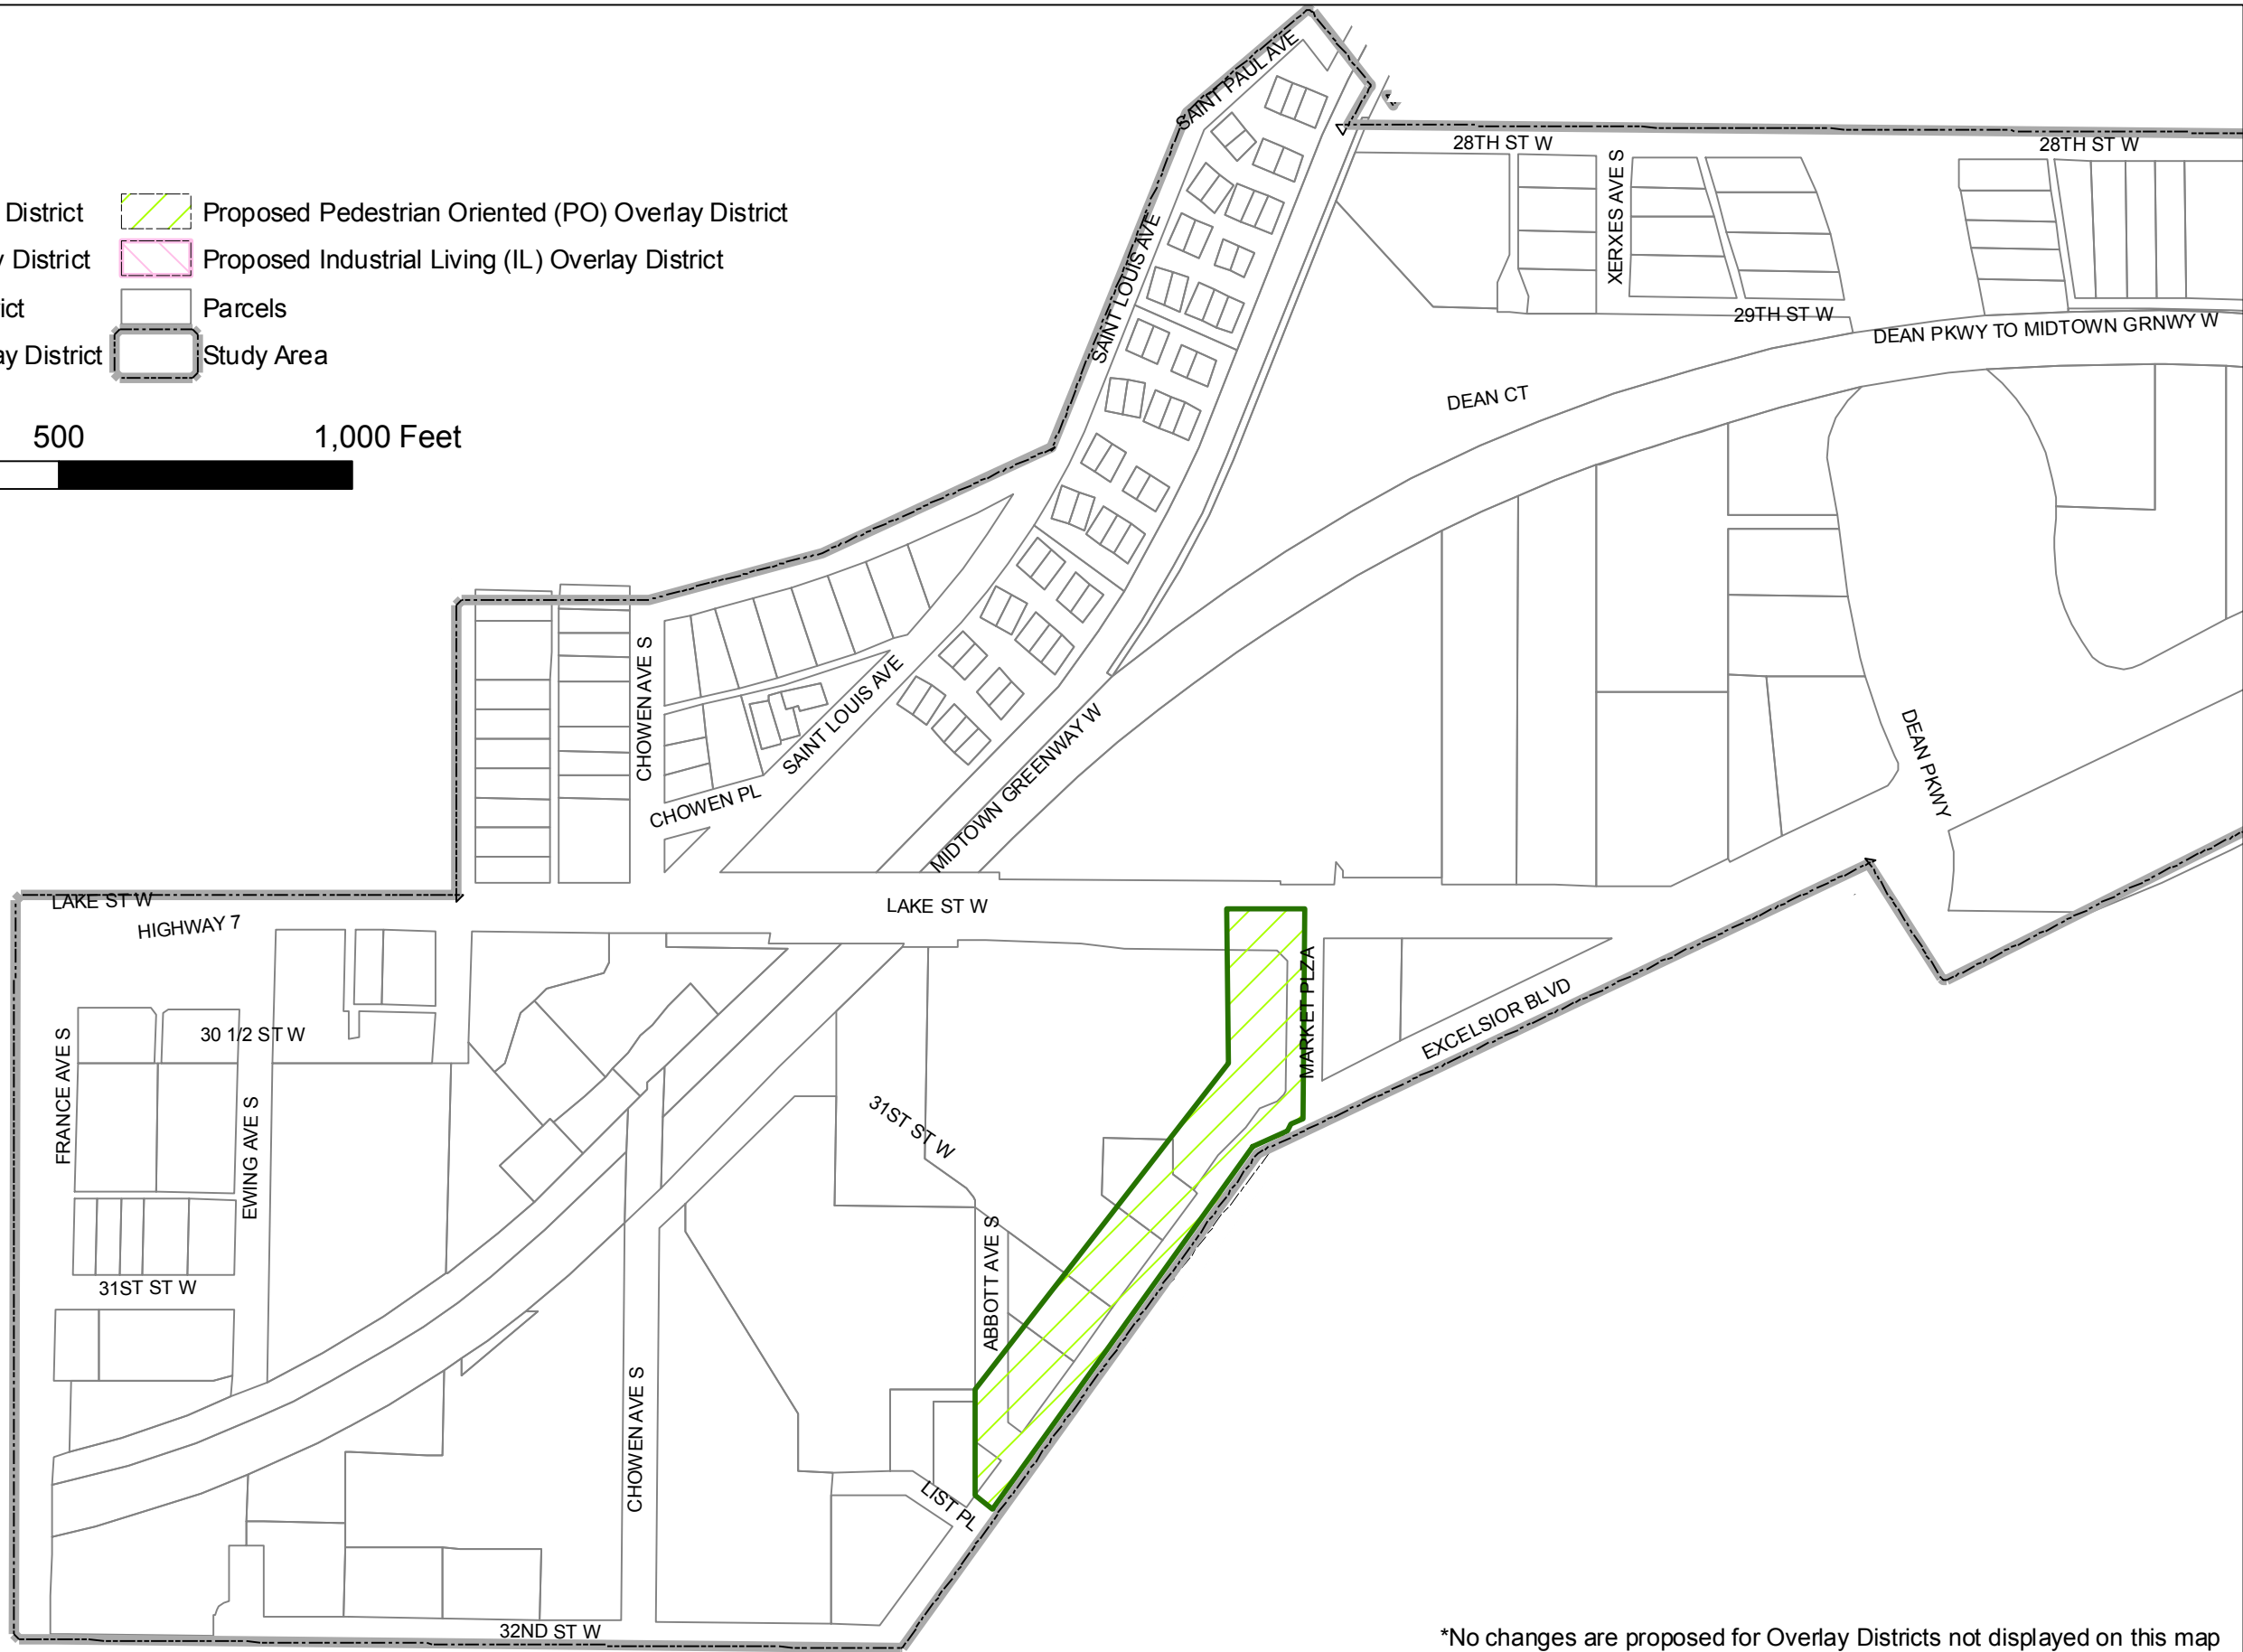 SAINT PAUL AVE
28TH ST W
28TH ST W
XERXES AVE S
District
Proposed Pedestrian Oriented (PO) Overlay District
District
Proposed Industrial Living (IL) Overlay District
Parcels
District
Study Area
SAINT LOUIS AVE
29TH ST W
DEAN PKWY TO MIDTOWN GRNWY W
DEAN CT
500
1,000 Feet
CHOWEN AVE S
SAINT LOUIS AVE
CHOWEN PL
MIDTOWN GREENWAY W
DEAN PKWY
LAKE ST W
LAKE ST W
HIGHWAY 7
MARKET PLZA
EXCELSIOR BLVD
FRANCE AVE S
30 1/2 ST W
EWING AVE S
31ST ST W
ABBOTT AVE S
31ST ST W
CHOWEN AVE S
LIST PL
32ND ST W
*No changes are proposed for Overlay Districts not displayed on this map